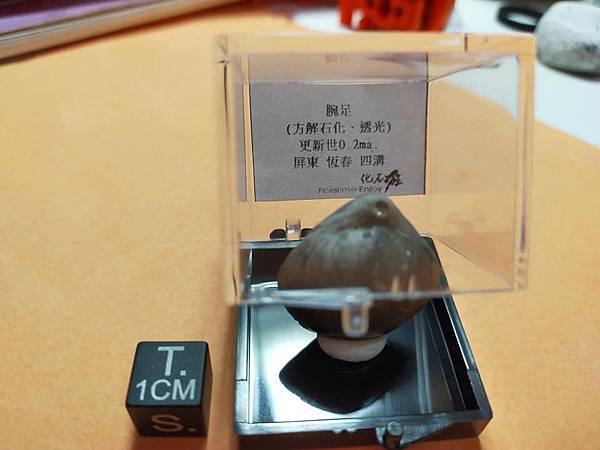 腕足
(方解石化、透光)
更新世0.2ma.
屏東 恆春 四溝
化石
Enjoy
T.
1CM
S.